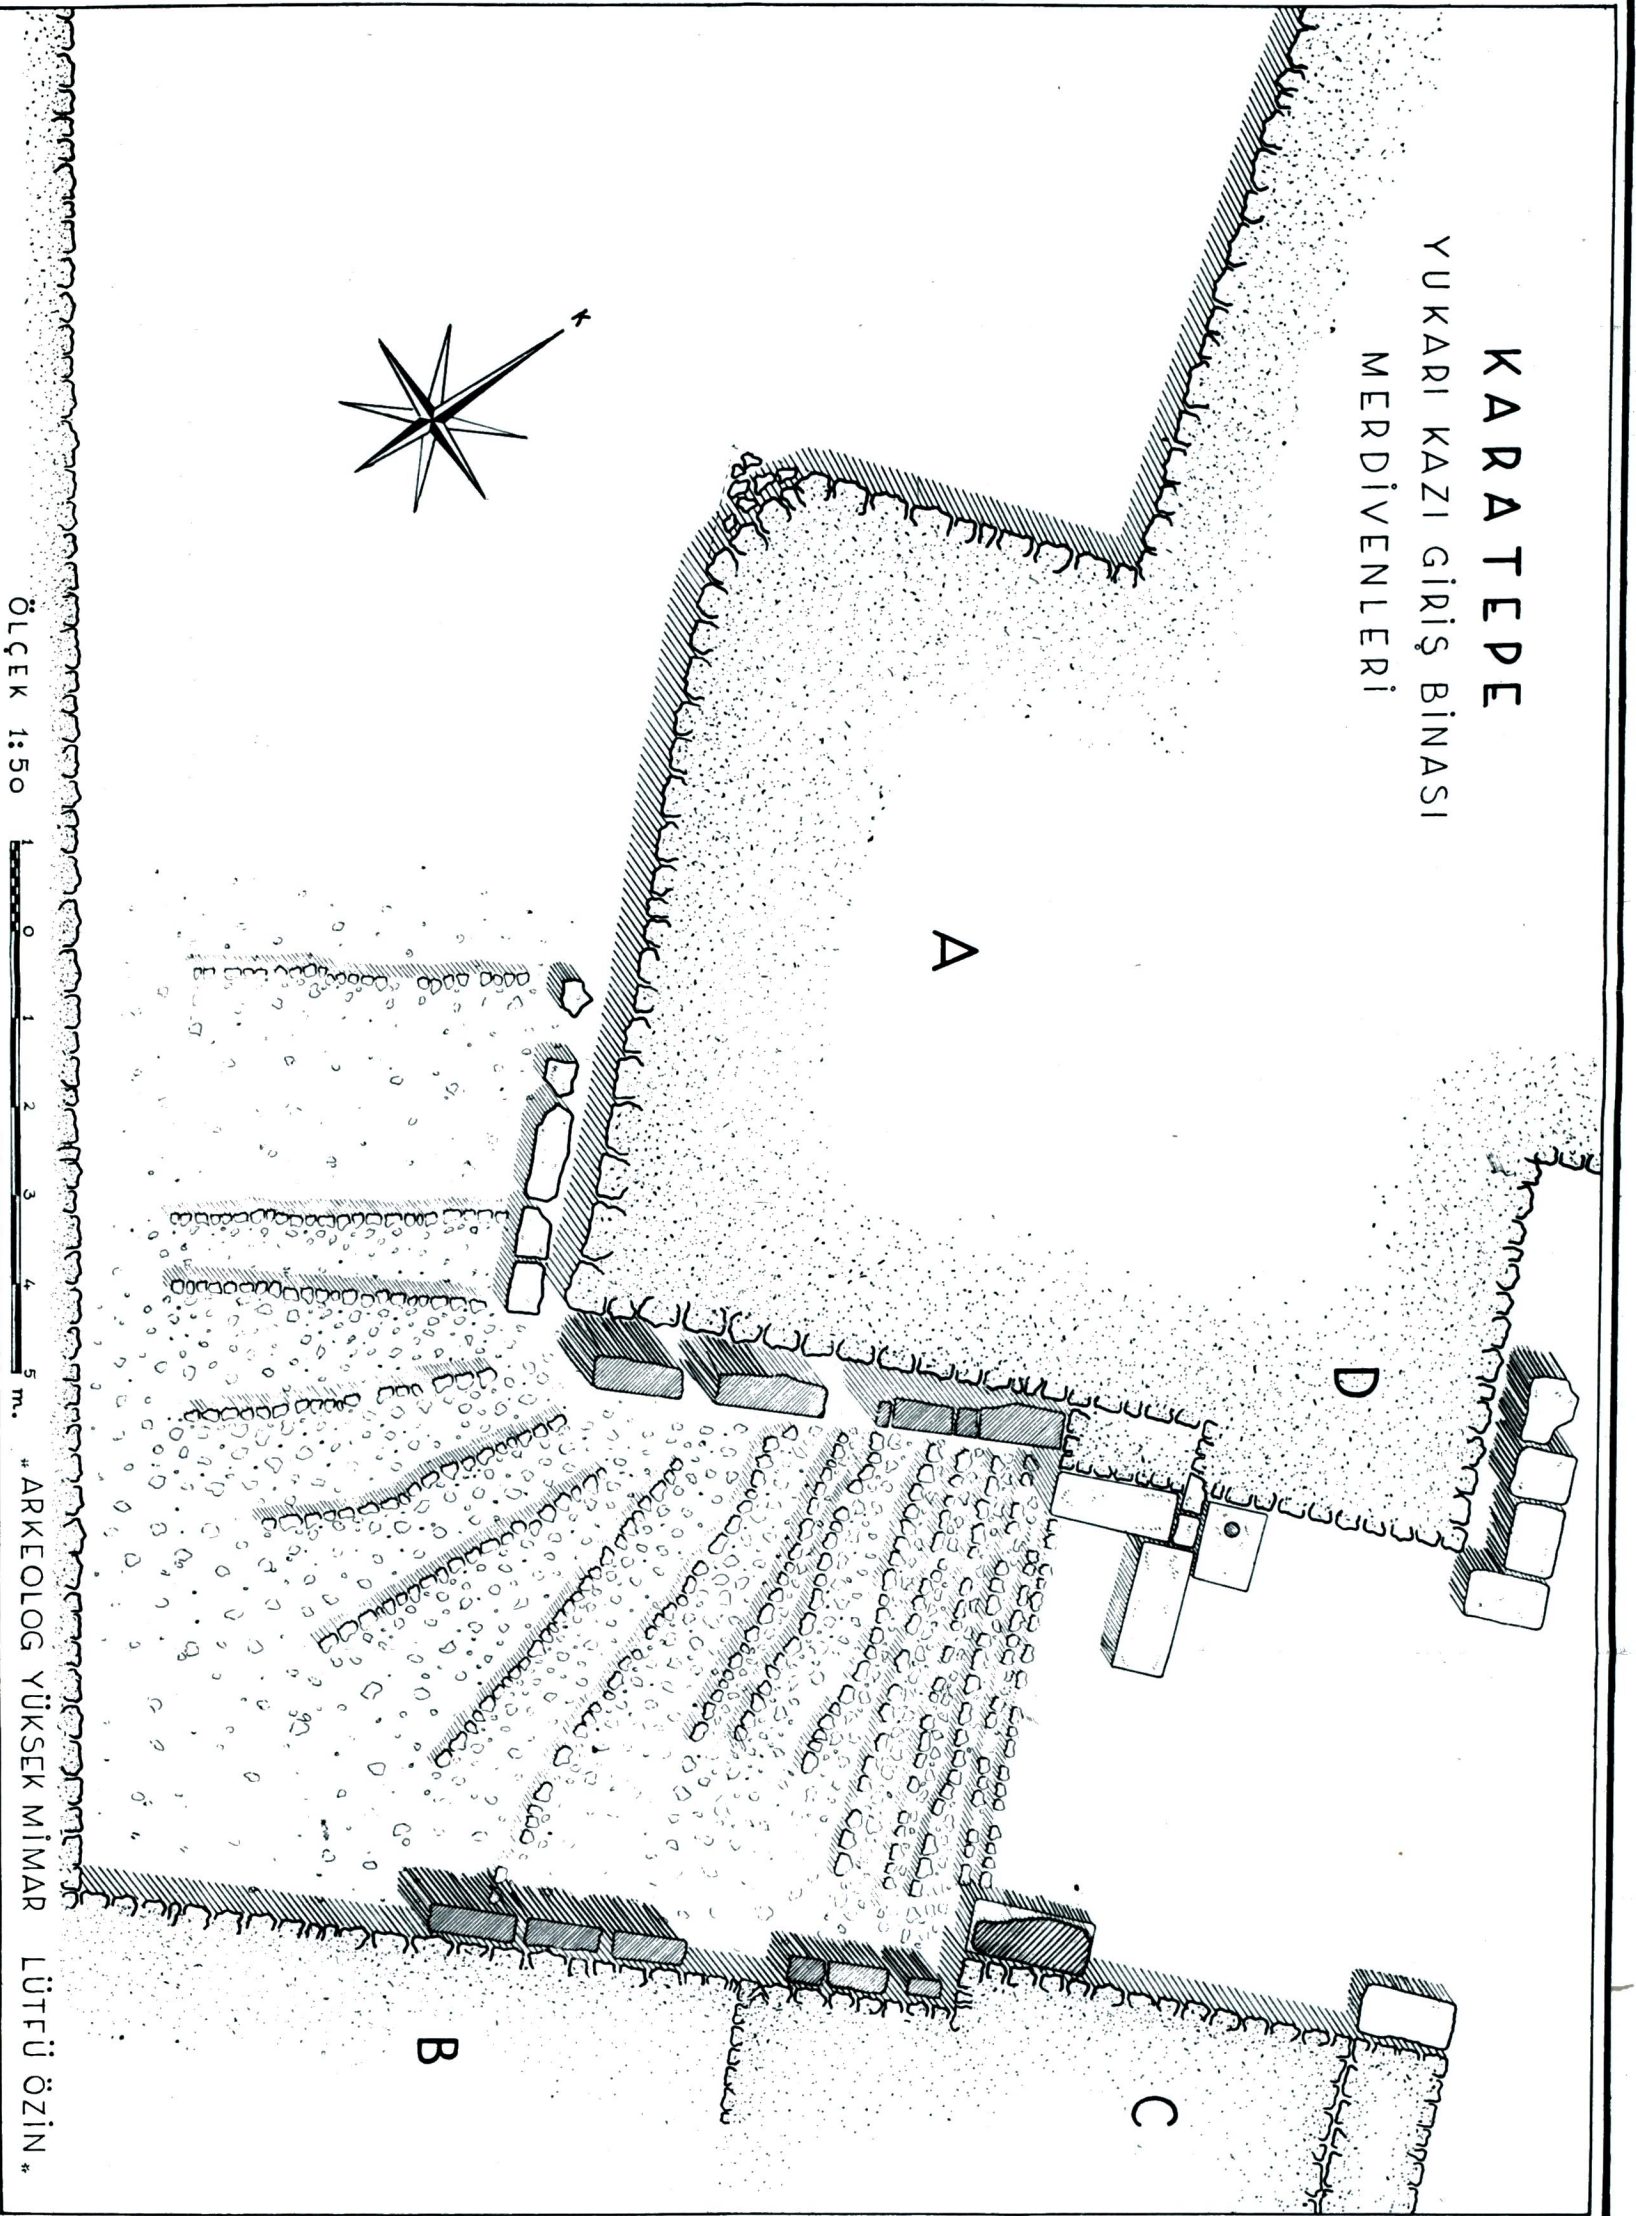 KARATEPE
YUKARI KAZI GİRİŞ BİNASI
MERDİVENLERİ
K
A
D
B
C
ÖLÇEK 1:50 1 0 1 2 3 4 5 m. "ARKEOLOG YÜKSEK MİMAR LÜTFÜ ÖZİN"